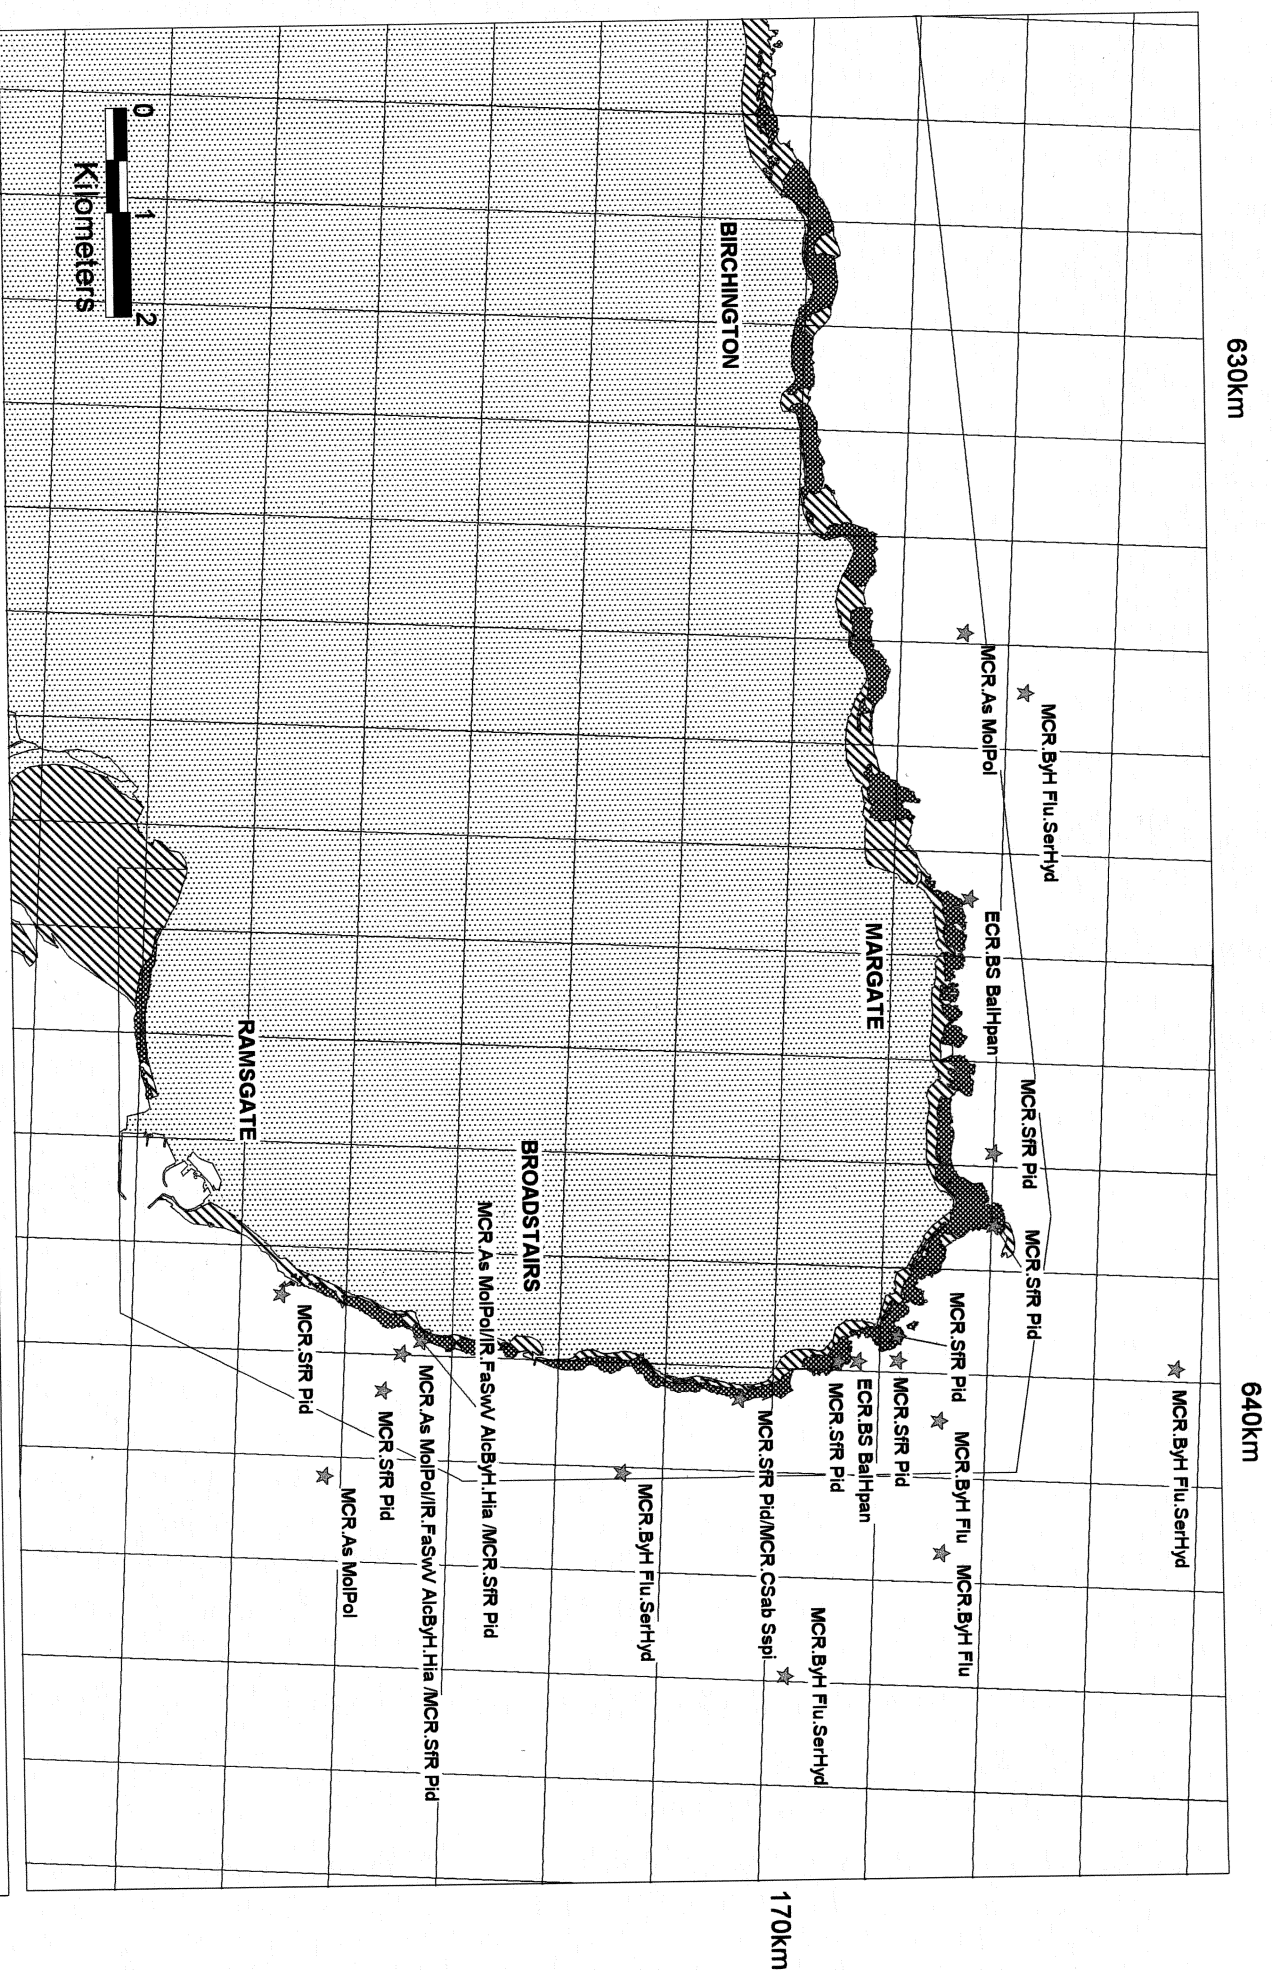 630km
640km
170km
MCR.ByH Flu.SerHyd
MCR.ByH Flu.SerHyd
MCR.As MolPol
ECR.BS BalHpan
MCR.SfR Pid
MCR.SfR Pid
MCR.SfR Pid
MCR.ByH Flu
MCR.ByH Flu
MCR.SfR Pid
ECR.BS BalHpan
MCR.SfR Pid
MARGATE
MCR.ByH Flu.SerHyd
MCR.SfR Pid/MCR.CSab Sspi
BIRCHINGTON
MCR.ByH Flu.SerHyd
BROADSTAIRS
MCR.As MolPol/IR.FaSwV AlcByH.Hia /MCR.SfR Pid
MCR.As MolPol/IR.FaSwV AlcByH.Hia /MCR.SfR Pid
MCR.SfR Pid
MCR.As MolPol
MCR.SfR Pid
RAMSGATE
0 1 2
Kilometers